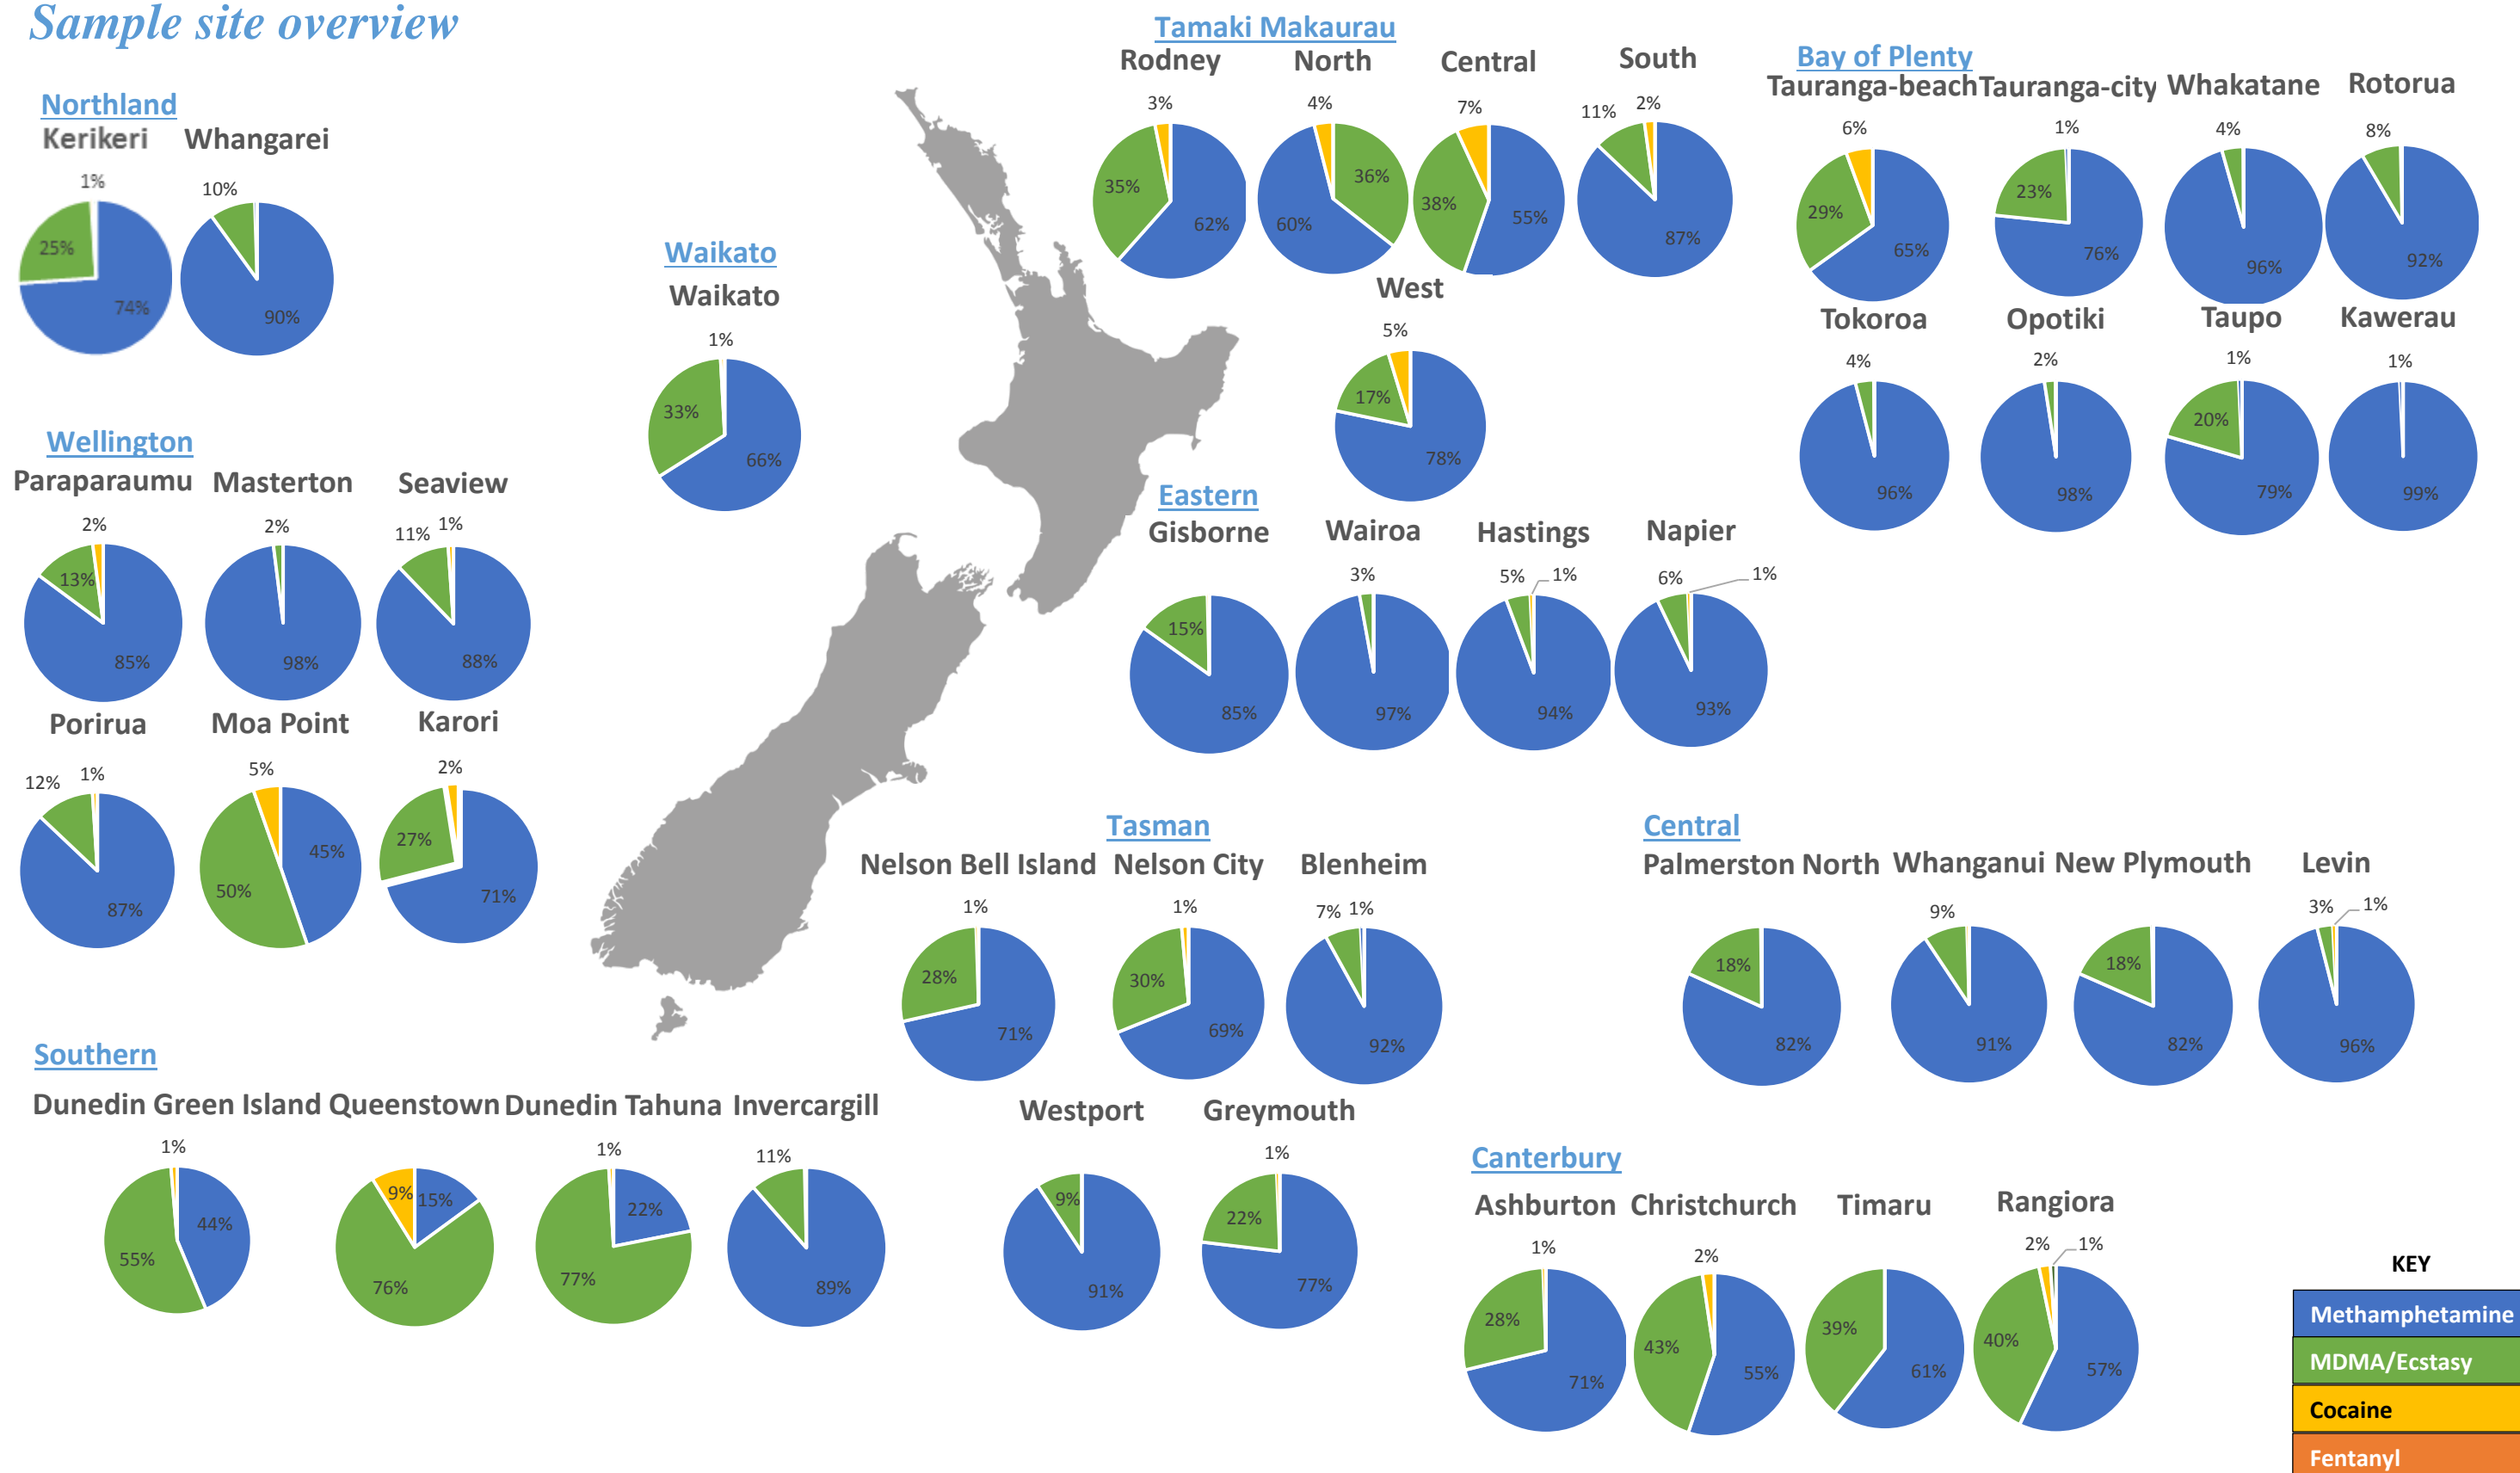 Sample site overview
Northland
Kerikeri
1%
25%
74%
Whangarei
10%
90%
Waikato
Waikato
1%
33%
66%
Tamaki Makaurau
Rodney
3%
35%
62%
North
4%
36%
60%
Central
7%
38%
55%
South
11%
2%
87%
West
5%
17%
78%
Bay of Plenty
Tauranga-beach
6%
29%
65%
Tauranga-city
1%
23%
76%
Whakatane
4%
96%
Rotorua
8%
92%
Tokoroa
4%
96%
Opotiki
2%
98%
Taupo
1%
20%
79%
Kawerau
1%
99%
Wellington
Paraparaumu
2%
13%
85%
Masterton
2%
98%
Seaview
11%
1%
88%
Porirua
12%
1%
87%
Moa Point
5%
45%
50%
Karori
2%
27%
71%
Eastern
Gisborne
15%
85%
Wairoa
3%
97%
Hastings
5%
1%
94%
Napier
6%
1%
93%
Tasman
Nelson Bell Island
1%
28%
71%
Nelson City
1%
30%
69%
Blenheim
7%
1%
92%
Westport
9%
91%
Greymouth
1%
22%
77%
Central
Palmerston North
18%
82%
Whanganui
9%
91%
New Plymouth
18%
82%
Levin
3%
1%
96%
Southern
Dunedin Green Island
1%
44%
55%
Queenstown
9%
15%
76%
Dunedin Tahuna
1%
22%
77%
Invercargill
11%
89%
Canterbury
Ashburton
1%
28%
71%
Christchurch
2%
43%
55%
Timaru
39%
61%
Rangiora
2%
1%
40%
57%
KEY
Methamphetamine
MDMA/Ecstasy
Cocaine
Fentanyl